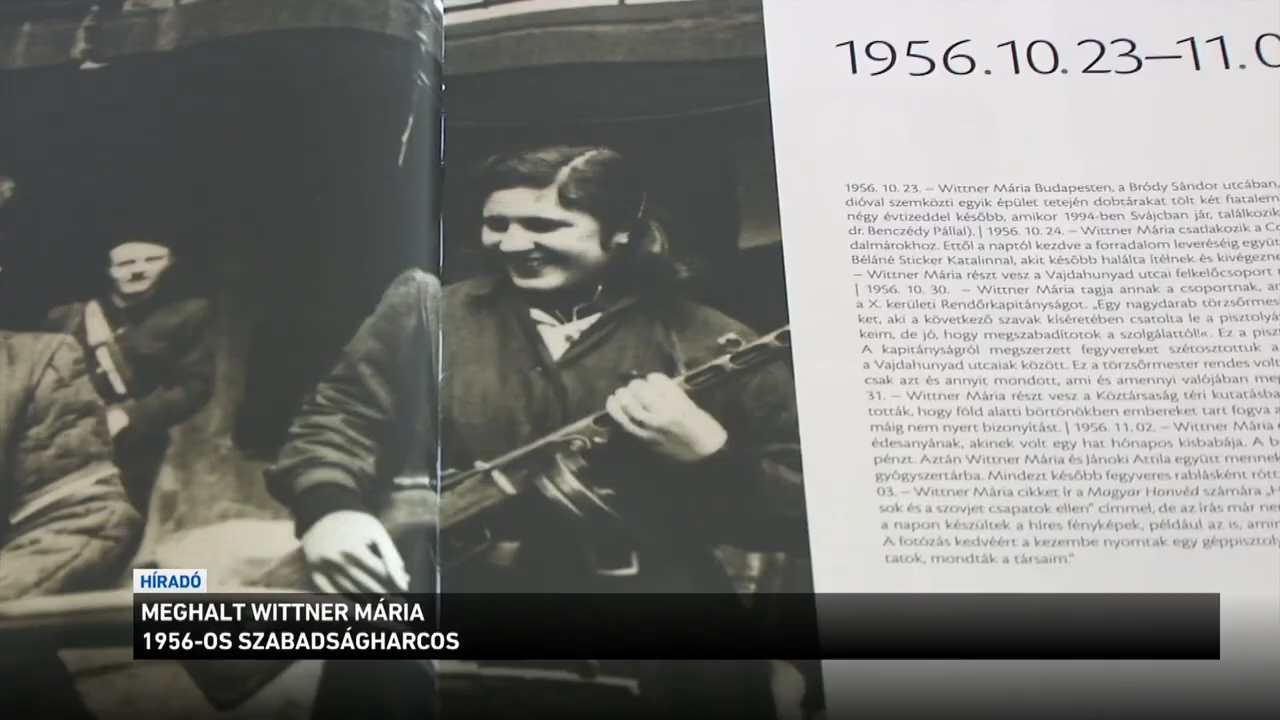 1956.10.23–11.0
1956. 10. 23. – Wittner Mária Budapesten, a Bródy Sándor utcában,
dióval szemközti egyik épület tetején dobtárakat tölt két fiatalem
négy évtizeddel később, amikor 1994-ben Svájcban jár, találkozik
dr. Benczédy Pállal). | 1956. 10. 24. – Wittner Mária csatlakozik a Co
dalmárokhoz. Ettől a naptól kezdve a forradalom leveréséig együt
Béláné Sticker Katalinnal, akit később halálra ítélnek és kivégezne
– Wittner Mária részt vesz a Vajdahunyad utcai felkelőcsoport
| 1956. 10. 30. – Wittner Mária tagja annak a csoportnak, am
a X. kerületi Rendőrkapitányságot. „Egy nagydarab törzsőrmes
ket, aki a következő szavak kíséretében csatolta le a pisztolyá
keim, de jó, hogy megszabadítotok a szolgálattól!«. Ez a pisz
A kapitányságról megszerzett fegyvereket szétosztottuk a
a Vajdahunyad utcaiak között. Ez a törzsőrmester rendes volt
csak azt és annyit mondott, ami és amennyi valójában me
31. – Wittner Mária részt vesz a Köztársaság téri kutatásba
tották, hogy föld alatti börtönökben embereket tart fogva a
máig nem nyert bizonyítást. | 1956. 11. 02. – Wittner Mária
édesanyának, akinek volt egy hat hónapos kisbabája. A b
pénzt. Aztán Wittner Mária és Jánoki Attila együtt mennek
gyógyszertárba. Mindezt később fegyveres rablásként rótt
03. – Wittner Mária cikket ír a Magyar Honvéd számára „H
sok és a szovjet csapatok ellen” címmel, de az írás már ne
a napon készültek a híres fényképek, például az is, amin
A fotózás kedvéért a kezembe nyomtak egy géppisztoly
tatok, mondták a társaim.”
HÍRADÓ
MEGHALT WITTNER MÁRIA
1956-OS SZABADSÁGHARCOS